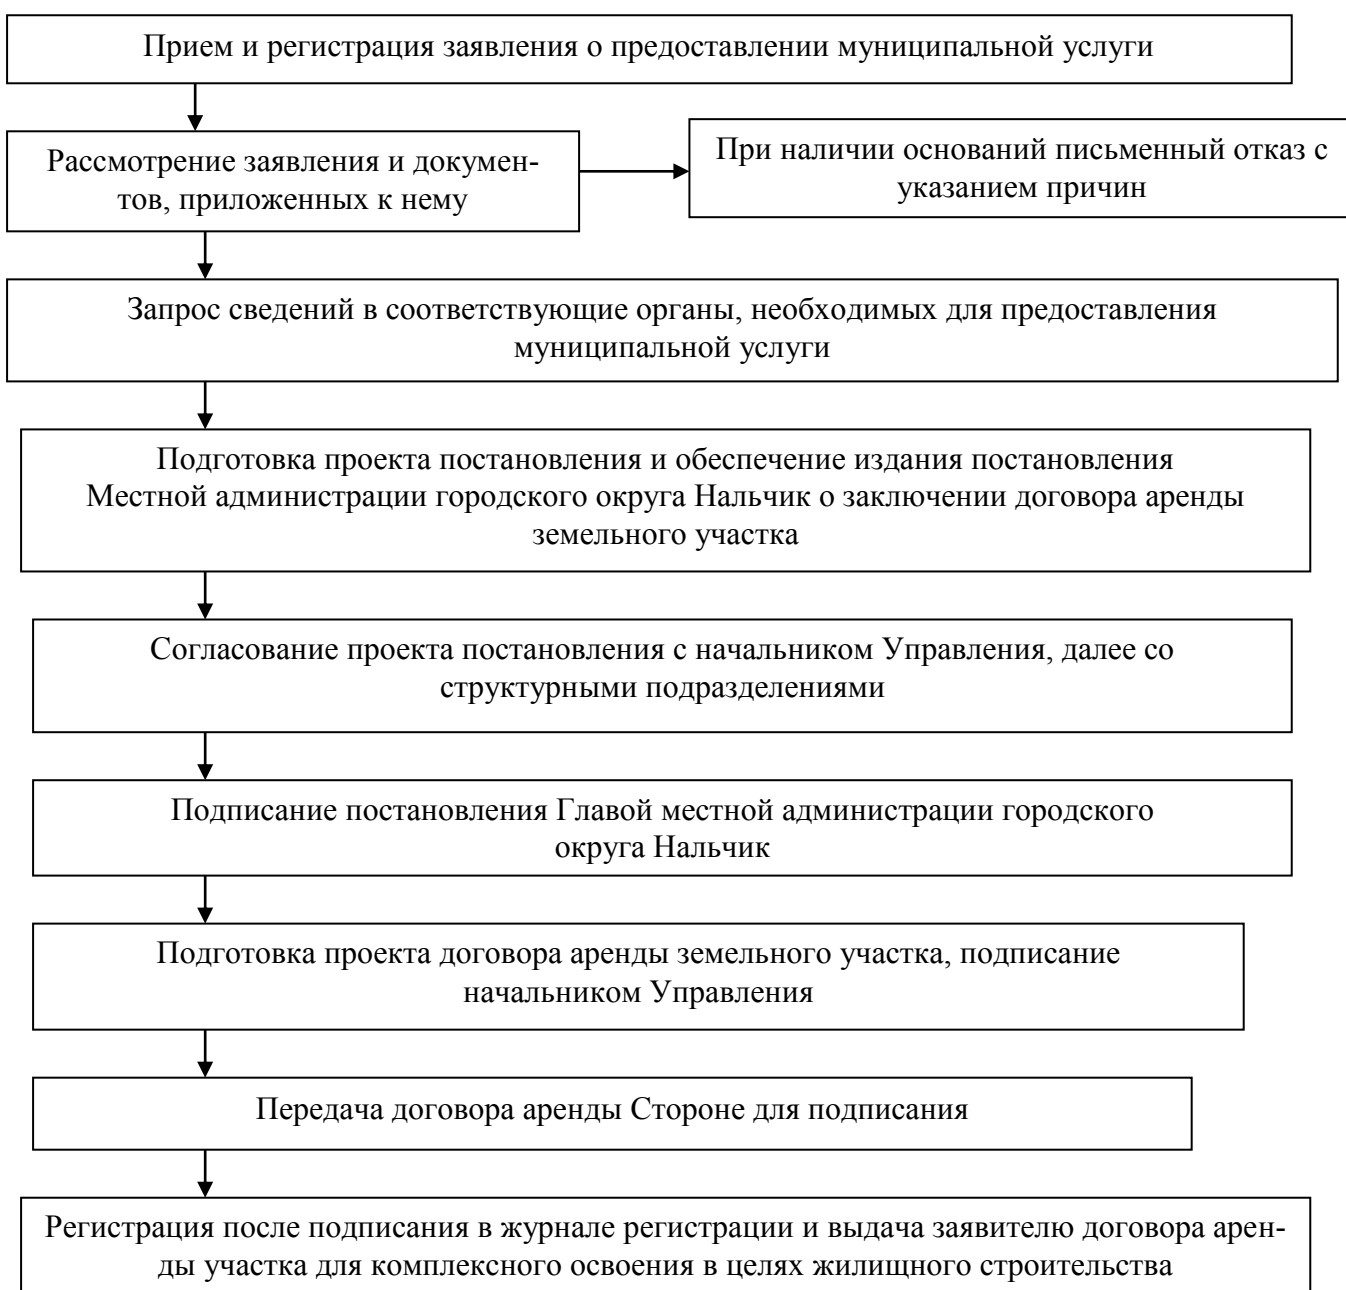 Прием и регистрация заявления о предоставлении муниципальной услуги
Рассмотрение заявления и докумен-
тов, приложенных к нему
При наличии оснований письменный отказ с
указанием причин
Запрос сведений в соответствующие органы, необходимых для предоставления
муниципальной услуги
Подготовка проекта постановления и обеспечение издания постановления
Местной администрации городского округа Нальчик о заключении договора аренды
земельного участка
Согласование проекта постановления с начальником Управления, далее со
структурными подразделениями
Подписание постановления Главой местной администрации городского
округа Нальчик
Подготовка проекта договора аренды земельного участка, подписание
начальником Управления
Передача договора аренды Стороне для подписания
Регистрация после подписания в журнале регистрации и выдача заявителю договора арен-
ды участка для комплексного освоения в целях жилищного строительства